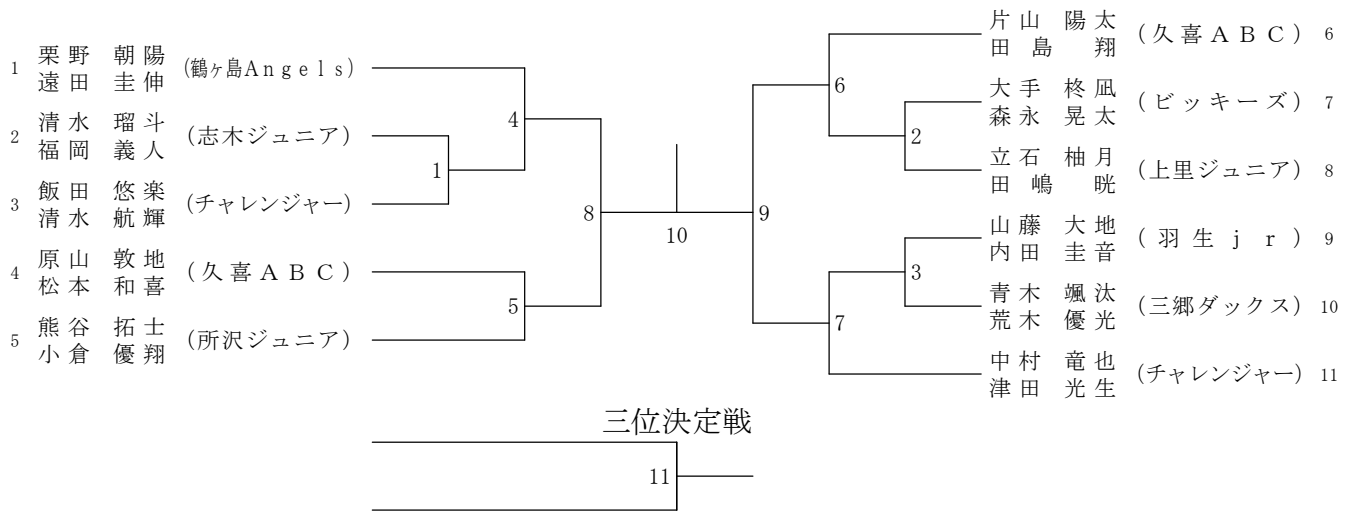 1 栗野 朝陽 (鶴ヶ島Angels)
遠田 圭伸
2 清水 瑠斗 (志木ジュニア)
福岡 義人
3 飯田 悠楽 (チャレンジャー)
清水 航輝
4 原山 敦地 (久喜ABC)
松本 和喜
5 熊谷 拓士 (所沢ジュニア)
小倉 優翔
4
1
8
5
10
片山 陽太 (久喜ABC) 6
田島 翔
大手 柊凪 (ビッキーズ) 7
森永 晃太
立石 柚月 (上里ジュニア) 8
田嶋 晄
山藤 大地 (羽生jr) 9
内田 圭音
青木 颯汰 (三郷ダックス) 10
荒木 優光
中村 竜也 (チャレンジャー) 11
津田 光生
6
2
9
3
7
三位決定戦
11